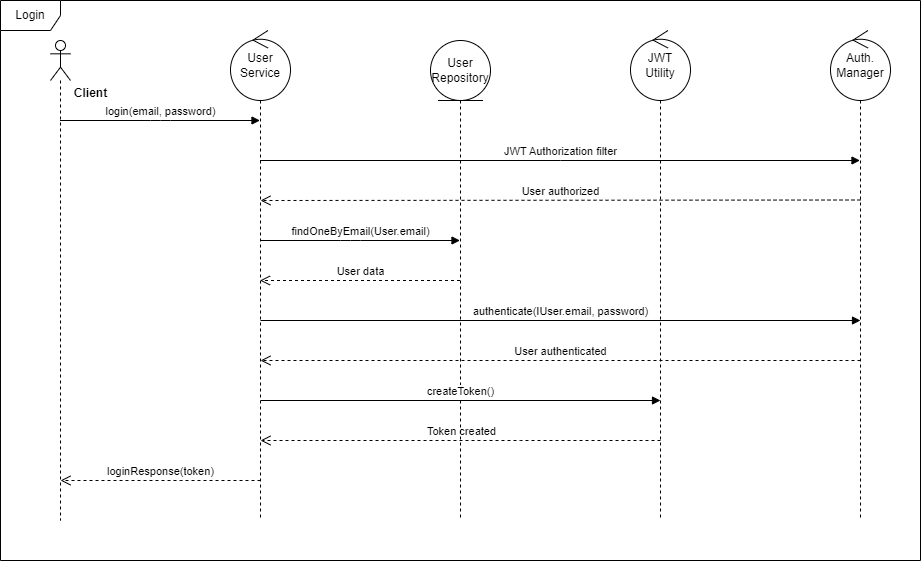 Login
Client
User
Service
User
Repository
JWT
Utility
Auth.
Manager
login(email, password)
JWT Authorization filter
User authorized
findOneByEmail(User.email)
User data
authenticate(IUser.email, password)
User authenticated
createToken()
Token created
loginResponse(token)